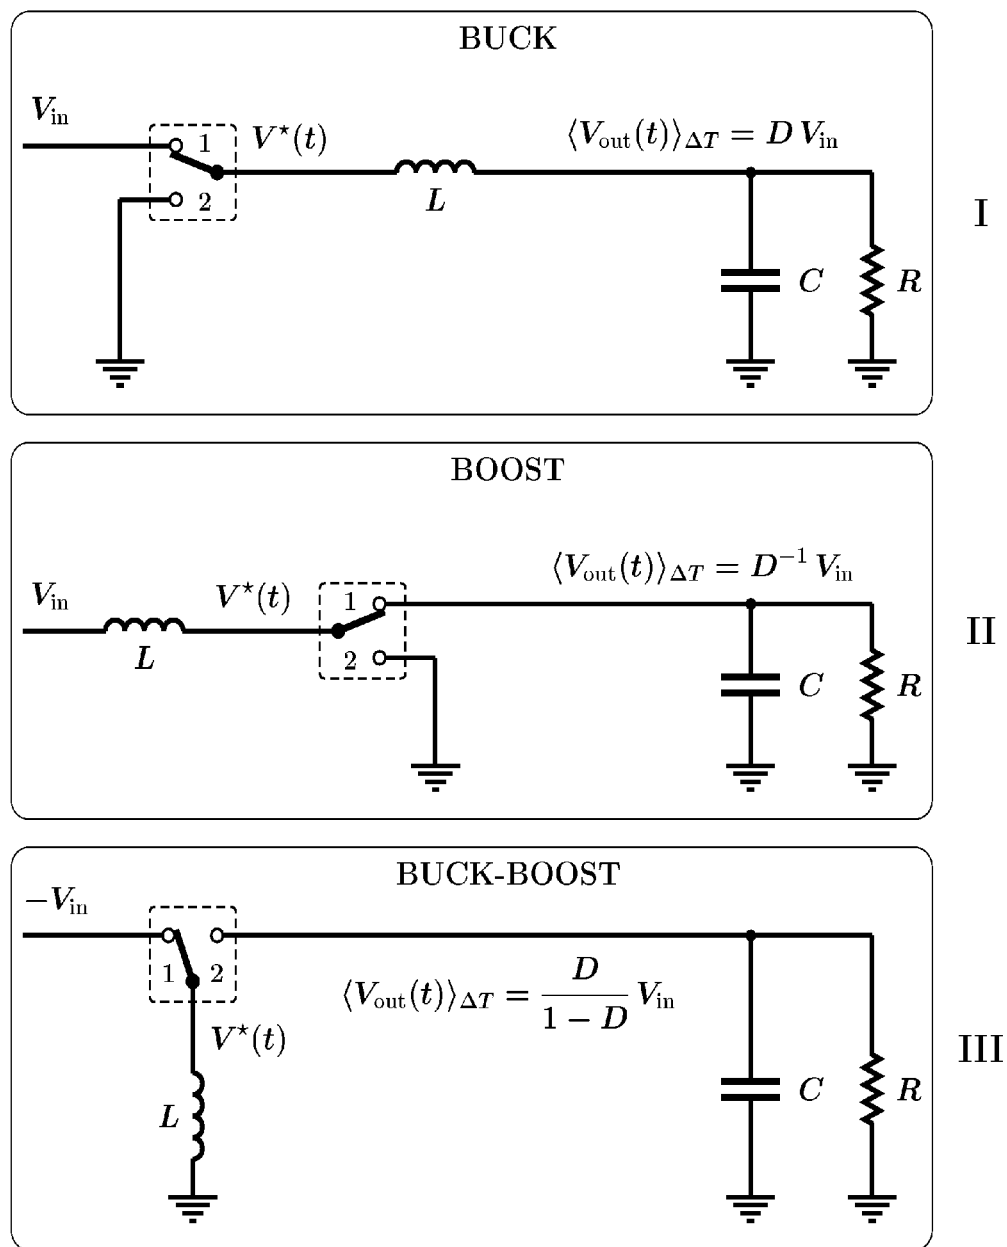 BUCK
V_in
1
V*(t)
⟨V_out(t)⟩_ΔT = D V_in
2
L
C
R
I
BOOST
V_in
V*(t)
1
⟨V_out(t)⟩_ΔT = D⁻¹ V_in
L
2
C
R
II
BUCK-BOOST
−V_in
1 2
⟨V_out(t)⟩_ΔT = D/(1 − D) V_in
V*(t)
L
C
R
III